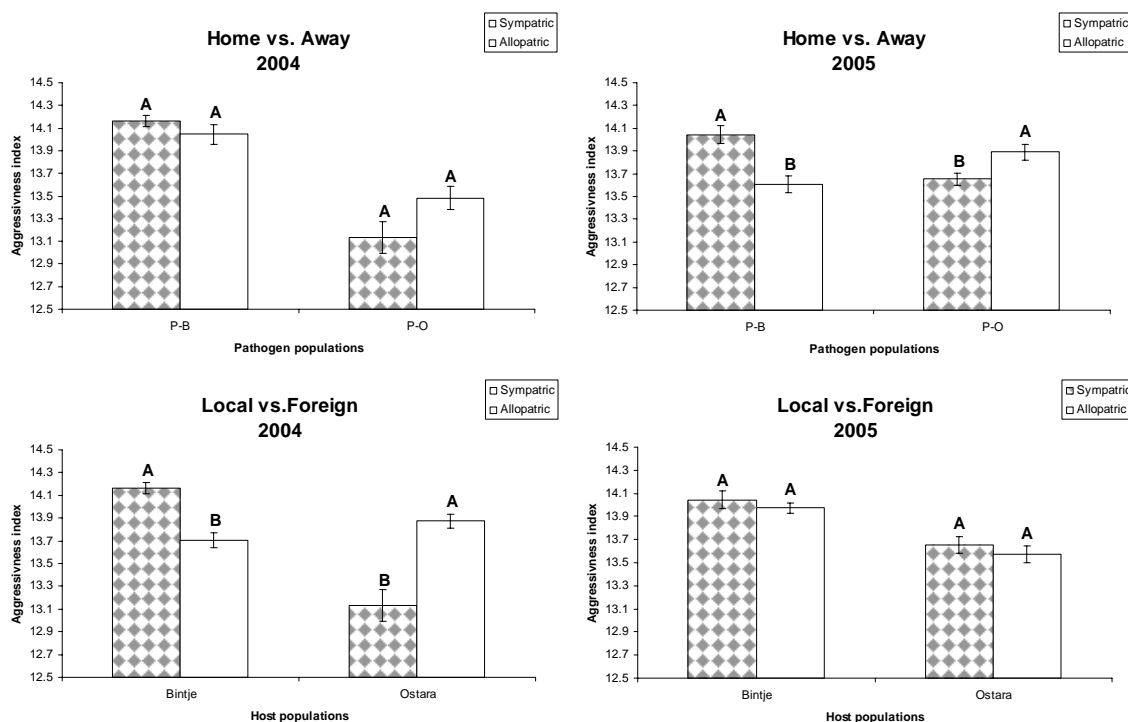 Home vs. Away
2004
Sympatric
Allopatric
Aggressivness index
14.5
14.3
14.1
13.9
13.7
13.5
13.3
13.1
12.9
12.7
12.5
A
A
A
A
P-B
P-O
Pathogen populations
Home vs. Away
2005
Sympatric
Allopatric
Aggressivness index
14.5
14.3
14.1
13.9
13.7
13.5
13.3
13.1
12.9
12.7
12.5
A
B
B
A
P-B
P-O
Pathogen populations
Local vs.Foreign
2004
Sympatric
Allopatric
Aggressivness index
14.5
14.3
14.1
13.9
13.7
13.5
13.3
13.1
12.9
12.7
12.5
A
B
B
A
Bintje
Ostara
Host populations
Local vs.Foreign
2005
Sympatric
Allopatric
Aggressivness index
14.5
14.3
14.1
13.9
13.7
13.5
13.3
13.1
12.9
12.7
12.5
A
A
A
A
Bintje
Ostara
Host populations